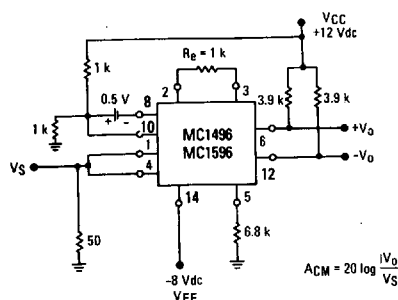 VCC
+12 Vdc
Re = 1 k
1 k
2
3
3.9 k
3.9 k
0.5 V
+ -
8
1 k
10
MC1496
MC1596
+Vo
6
VS
1
4
-Vo
12
14
5
50
6.8 k
-8 Vdc
VEE
ACM = 20 log |Vo
VS